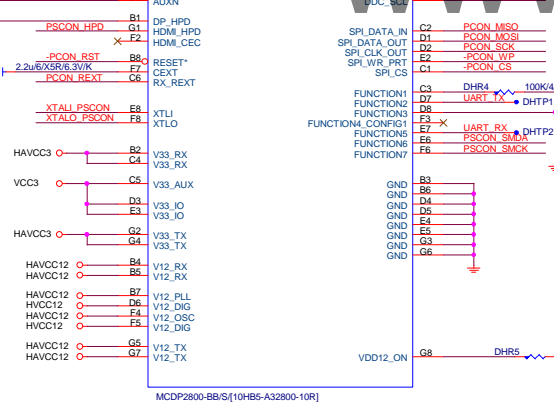 AUXN DDC_SCL
B1 DP_HPD
PSCON_HPD G1 HDMI_HPD C2 PCON_MISO
F2 HDMI_CEC SPI_DATA_IN D1 PCON_MOSI
SPI_DATA_OUT D2 PCON_SCK
-PCON_RST B8 RESET* SPI_CLK_OUT E2 -PCON_WP
2.2u/6/X5R/6.3V/K F7 CEXT SPI_WR_PRT C1 -PCON_CS
PCON_REXT C6 RX_REXT SPI_CS
FUNCTION1 C3 DHR4 100K/4
FUNCTION2 D7 UART_TX DHTP1
XTALI_PSCON E8 XTLI FUNCTION3 D8
XTALO_PSCON F8 XTLO FUNCTION4_CONFIG1 F3
FUNCTION5 E7 UART_RX DHTP2
FUNCTION6 E6 PSCON_SMDA
HAVCC3 B2 V33_RX FUNCTION7 F6 PSCON_SMCK
C4 V33_RX
VCC3 C5 V33_AUX GND B3
GND B6
D3 V33_IO GND D4
E3 V33_IO GND D5
GND E4
HAVCC3 G2 V33_TX GND E5
G4 V33_TX GND G3
GND G6
HAVCC12 B4 V12_RX
HAVCC12 B5 V12_RX
HAVCC12 B7 V12_PLL
HVCC12 D6 V12_DIG
HAVCC12 F4 V12_OSC
HVCC12 F5 V12_DIG
HAVCC12 G5 V12_TX
HAVCC12 G7 V12_TX VDD12_ON G8 DHR5
MCDP2800-BB/S/[10HB5-A32800-10R]